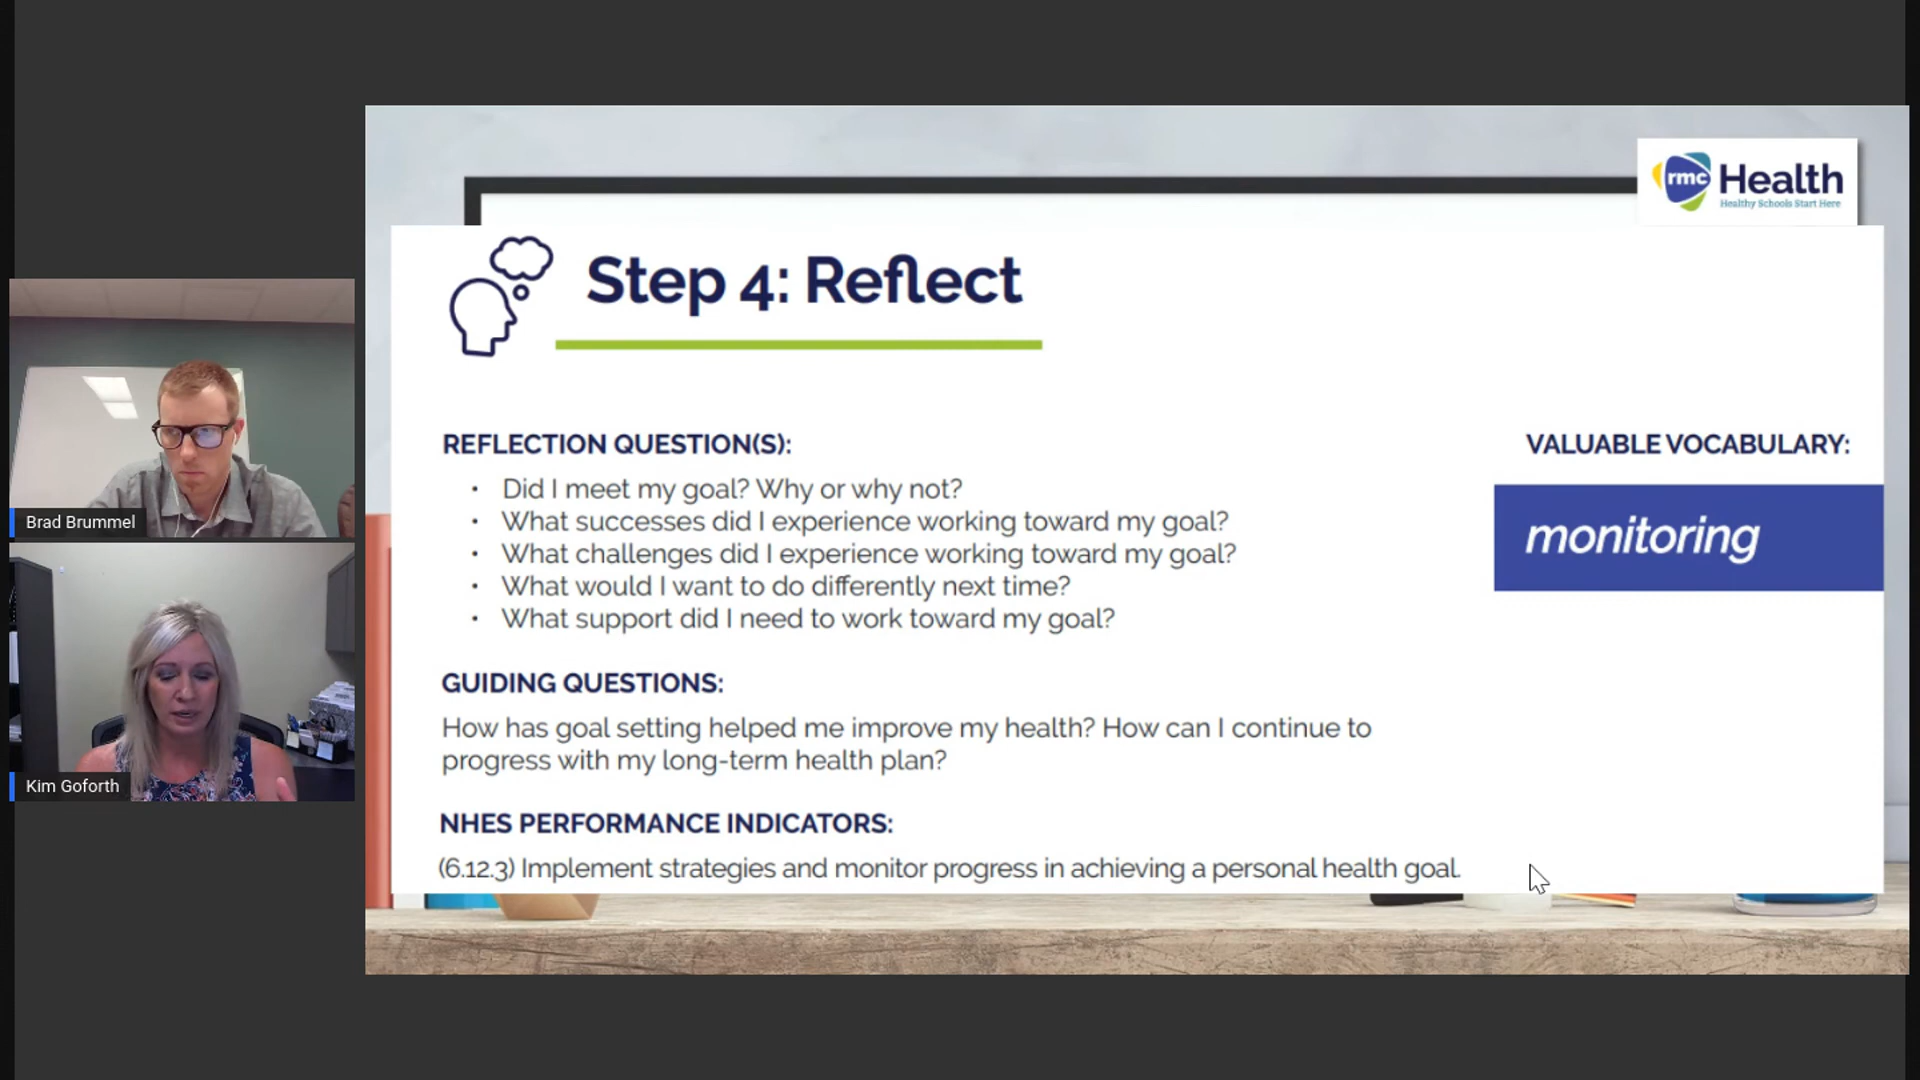 rmc Health
Healthy Schools Start Here
Step 4: Reflect
REFLECTION QUESTION(S):
• Did I meet my goal? Why or why not?
• What successes did I experience working toward my goal?
• What challenges did I experience working toward my goal?
• What would I want to do differently next time?
• What support did I need to work toward my goal?
VALUABLE VOCABULARY:
monitoring
GUIDING QUESTIONS:
How has goal setting helped me improve my health? How can I continue to
progress with my long-term health plan?
NHES PERFORMANCE INDICATORS:
(6.12.3) Implement strategies and monitor progress in achieving a personal health goal.
Brad Brummel
Kim Goforth